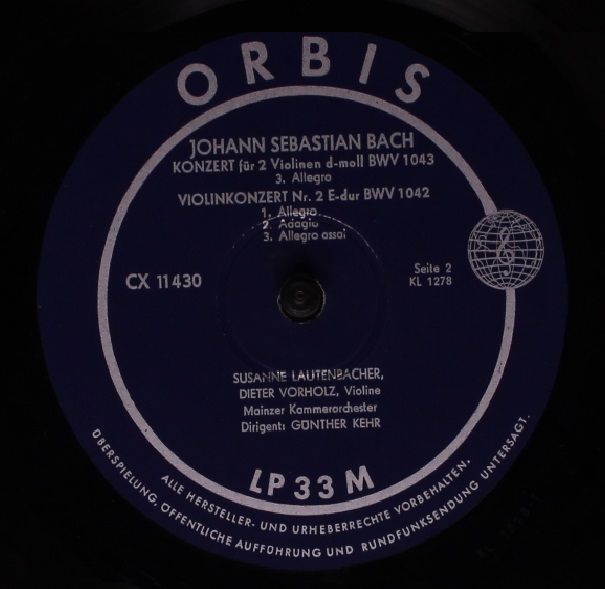 ORBIS
JOHANN SEBASTIAN BACH
KONZERT für 2 Violinen d-moll BWV 1043
3. Allegro
VIOLINKONZERT Nr. 2 E-dur BWV 1042
1. Allegro
2. Adagio
3. Allegro assai
CX 11 430
Seite 2
KL 1278
SUSANNE LAUTENBACHER,
DIETER VORHOLZ, Violine
Mainzer Kammerorchester
Dirigent: GÜNTHER KEHR
LP 33 M
ALLE HERSTELLER- UND URHEBERRECHTE VORBEHALTEN.
ÜBERSPIELUNG, ÖFFENTLICHE AUFFÜHRUNG UND RUNDFUNKSENDUNG UNTERSAGT.